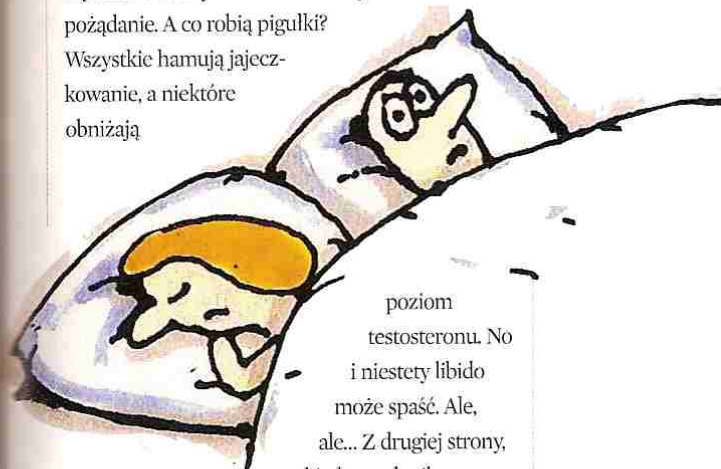 pożądanie. A co robią pigułki?
Wszystkie hamują jajecz-
kowanie, a niektóre
obniżają
poziom
testosteronu. No
i niestety libido
może spaść. Ale,
ale... Z drugiej strony,